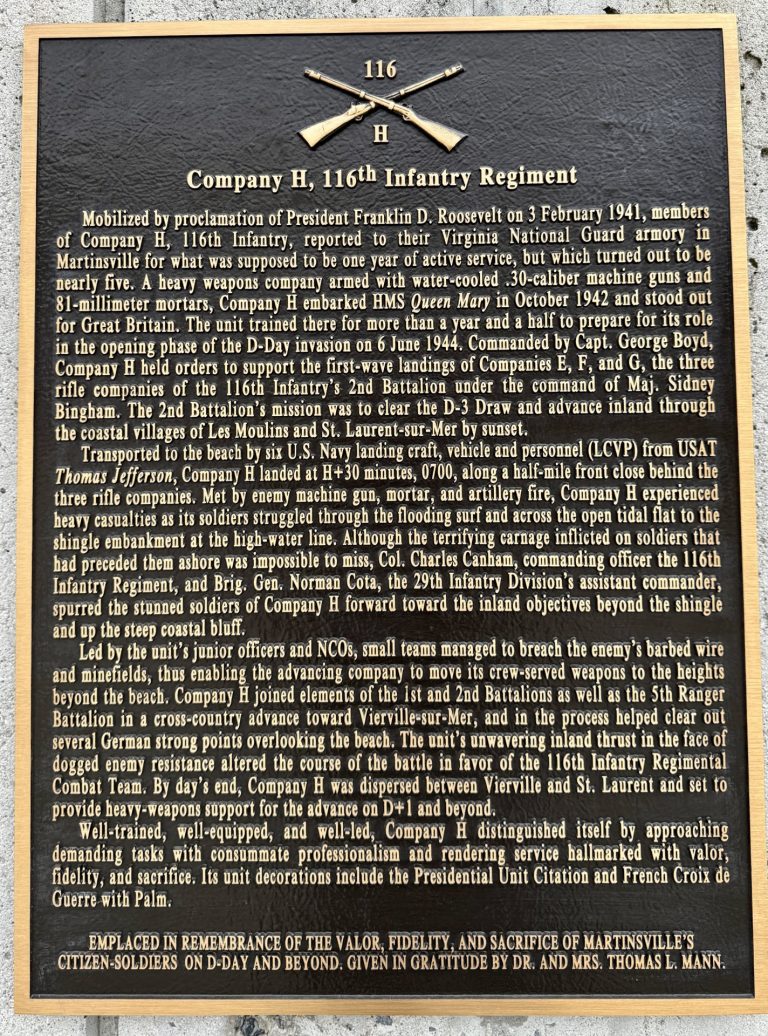 116
H
Company H, 116th Infantry Regiment
Mobilized by proclamation of President Franklin D. Roosevelt on 3 February 1941, members
of Company H, 116th Infantry, reported to their Virginia National Guard armory in
Martinsville for what was supposed to be one year of active service, but which turned out to be
nearly five. A heavy weapons company armed with water-cooled .30-caliber machine guns and
81-millimeter mortars, Company H embarked HMS Queen Mary in October 1942 and stood out
for Great Britain. The unit trained there for more than a year and a half to prepare for its role
in the opening phase of the D-Day invasion on 6 June 1944. Commanded by Capt. George Boyd,
Company H held orders to support the first-wave landings of Companies E, F, and G, the three
rifle companies of the 116th Infantry's 2nd Battalion under the command of Maj. Sidney
Bingham. The 2nd Battalion's mission was to clear the D-3 Draw and advance inland through
the coastal villages of Les Moulins and St. Laurent-sur-Mer by sunset.
Transported to the beach by six U.S. Navy landing craft, vehicle and personnel (LCVP) from USAT
Thomas Jefferson, Company H landed at H+30 minutes, 0700, along a half-mile front close behind the
three rifle companies. Met by enemy machine gun, mortar, and artillery fire, Company H experienced
heavy casualties as its soldiers struggled through the flooding surf and across the open tidal flat to the
shingle embankment at the high-water line. Although the terrifying carnage inflicted on soldiers that
had preceded them ashore was impossible to miss, Col. Charles Canham, commanding officer the 116th
Infantry Regiment, and Brig. Gen. Norman Cota, the 29th Infantry Division's assistant commander,
spurred the stunned soldiers of Company H forward toward the inland objectives beyond the shingle
and up the steep coastal bluff.
Led by the unit's junior officers and NCOs, small teams managed to breach the enemy's barbed wire
and minefields, thus enabling the advancing company to move its crew-served weapons to the heights
beyond the beach. Company H joined elements of the 1st and 2nd Battalions as well as the 5th Ranger
Battalion in a cross-country advance toward Vierville-sur-Mer, and in the process helped clear out
several German strong points overlooking the beach. The unit's unwavering inland thrust in the face of
dogged enemy resistance altered the course of the battle in favor of the 116th Infantry Regimental
Combat Team. By day's end, Company H was dispersed between Vierville and St. Laurent and set to
provide heavy-weapons support for the advance on D+1 and beyond.
Well-trained, well-equipped, and well-led, Company H distinguished itself by approaching
demanding tasks with consummate professionalism and rendering service hallmarked with valor,
fidelity, and sacrifice. Its unit decorations include the Presidential Unit Citation and French Croix de
Guerre with Palm.
EMPLACED IN REMEMBRANCE OF THE VALOR, FIDELITY, AND SACRIFICE OF MARTINSVILLE'S
CITIZEN-SOLDIERS ON D-DAY AND BEYOND. GIVEN IN GRATITUDE BY DR. AND MRS. THOMAS L. MANN.